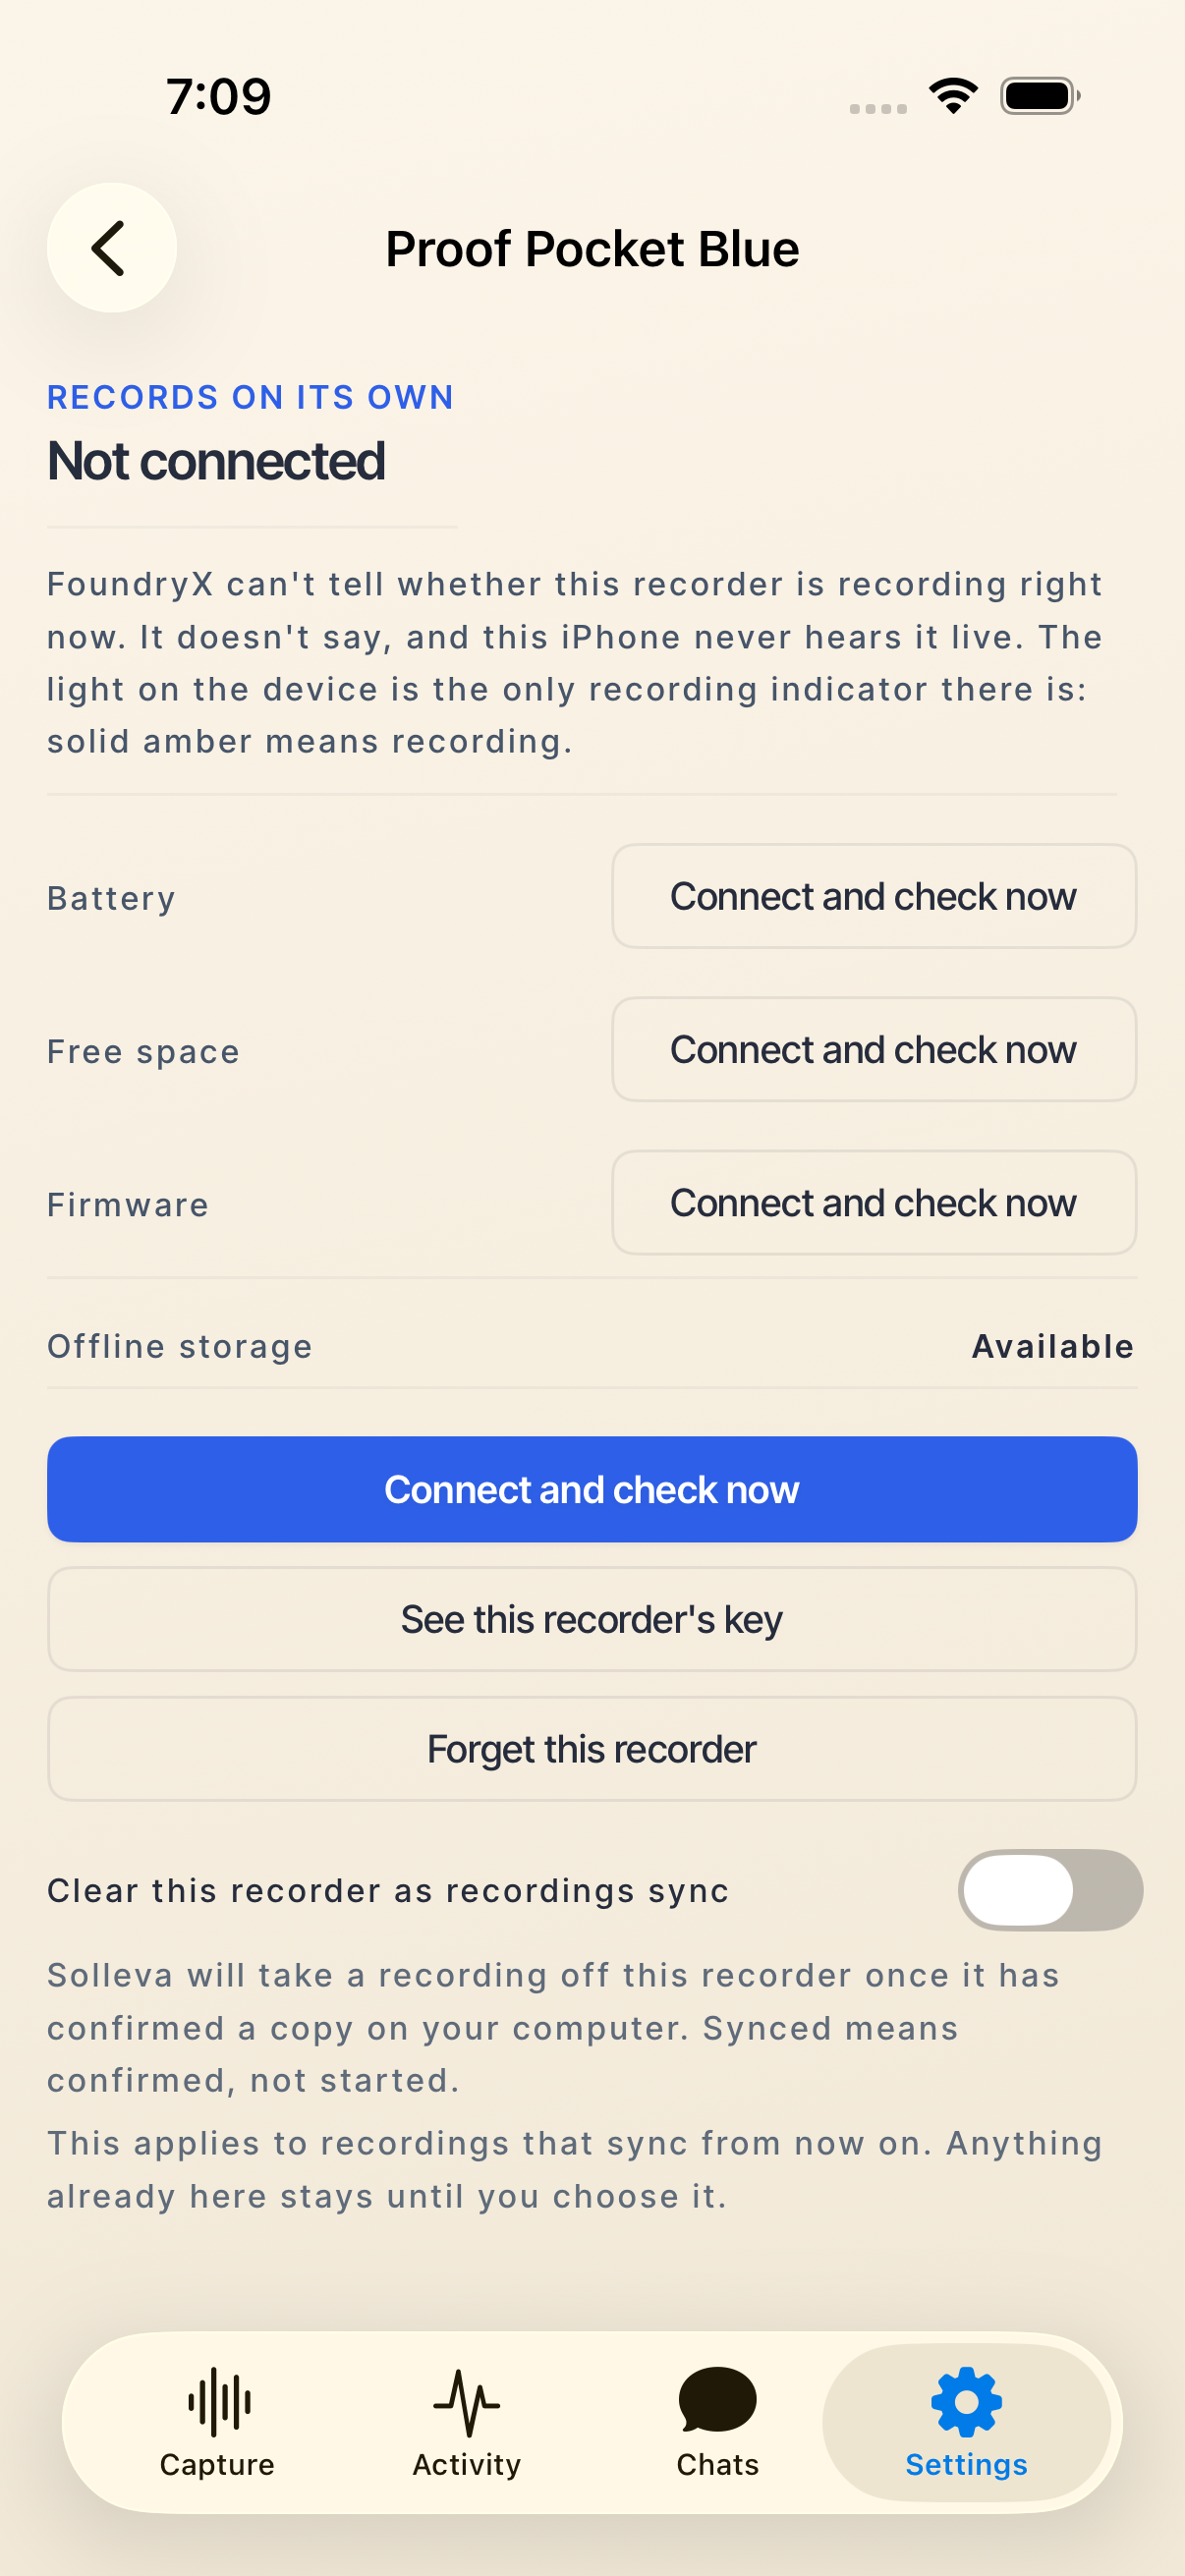 7:09
Proof Pocket Blue
RECORDS ON ITS OWN
Not connected
FoundryX can't tell whether this recorder is recording right
now. It doesn't say, and this iPhone never hears it live. The
light on the device is the only recording indicator there is:
solid amber means recording.
Battery
Connect and check now
Free space
Connect and check now
Firmware
Connect and check now
Offline storage
Available
Connect and check now
See this recorder's key
Forget this recorder
Clear this recorder as recordings sync
Solleva will take a recording off this recorder once it has
confirmed a copy on your computer. Synced means
confirmed, not started.
This applies to recordings that sync from now on. Anything
already here stays until you choose it.
Capture
Activity
Chats
Settings